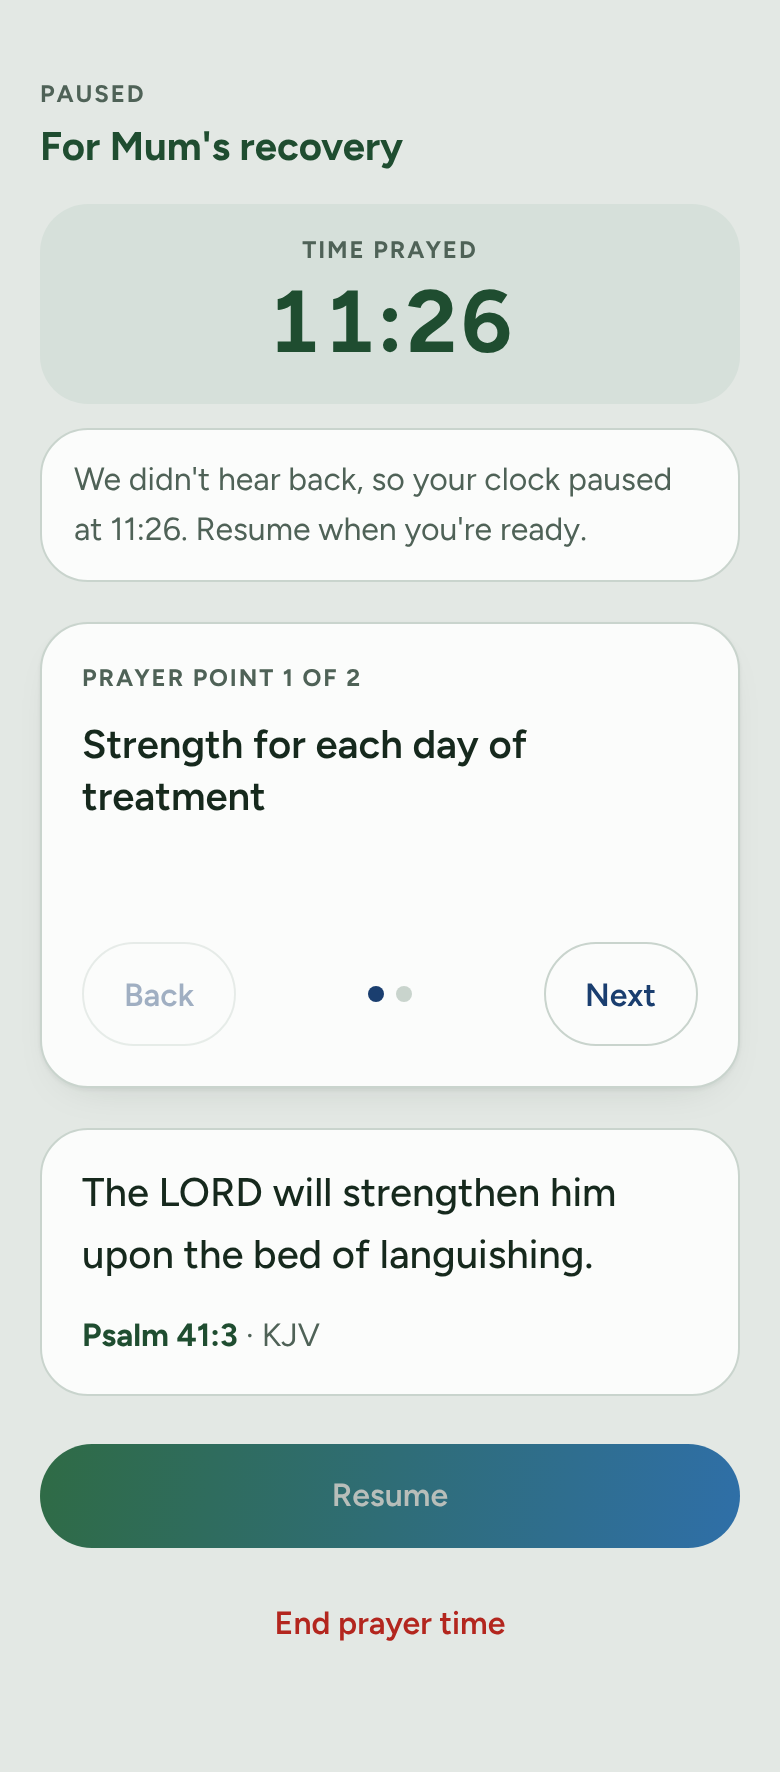 PAUSED
For Mum's recovery
TIME PRAYED
11:26
We didn't hear back, so your clock paused
at 11:26. Resume when you're ready.
PRAYER POINT 1 OF 2
Strength for each day of
treatment
Back
Next
The LORD will strengthen him
upon the bed of languishing.
Psalm 41:3 · KJV
Resume
End prayer time